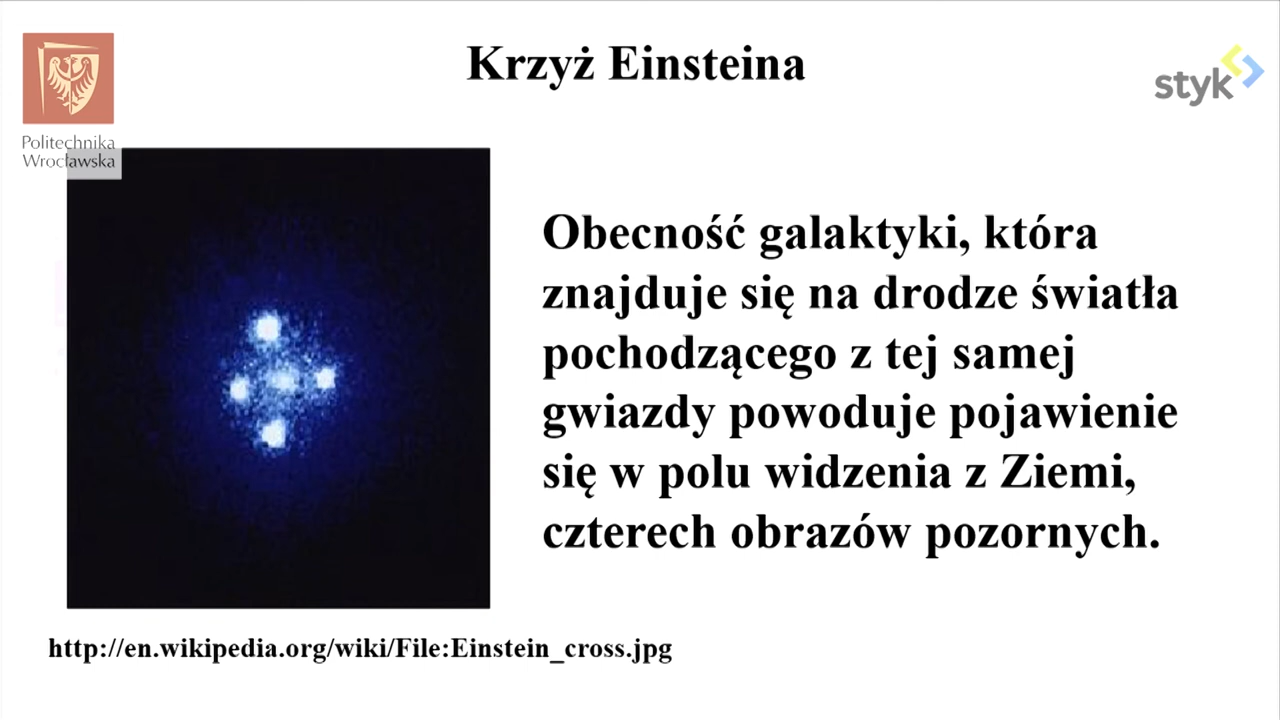 Krzyż Einsteina
styk
Politechnika
Wrocławska
Obecność galaktyki, która
znajduje się na drodze światła
pochodzącego z tej samej
gwiazdy powoduje pojawienie
się w polu widzenia z Ziemi,
czterech obrazów pozornych.
http://en.wikipedia.org/wiki/File:Einstein_cross.jpg